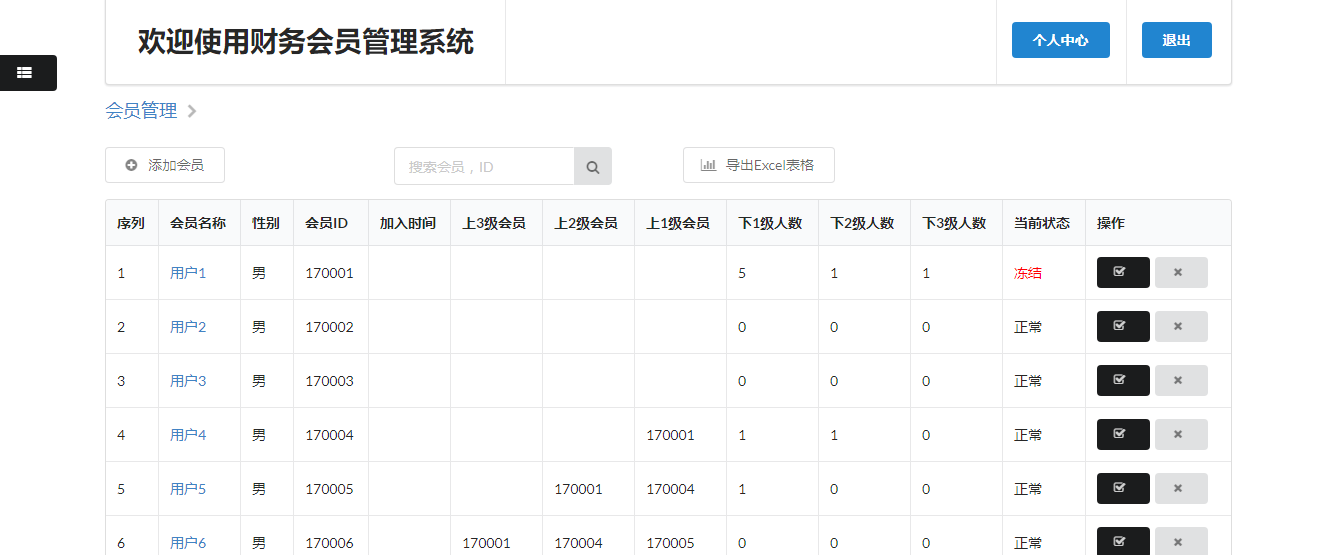 欢迎使用财务会员管理系统 个人中心 退出
会员管理
添加会员 搜索会员，ID 导出Excel表格
序列 会员名称 性别 会员ID 加入时间 上3级会员 上2级会员 上1级会员 下1级人数 下2级人数 下3级人数 当前状态 操作
1 用户1 男 170001 5 1 1 冻结
2 用户2 男 170002 0 0 0 正常
3 用户3 男 170003 0 0 0 正常
4 用户4 男 170004 170001 1 1 0 正常
5 用户5 男 170005 170001 170004 1 0 0 正常
6 用户6 男 170006 170001 170004 170005 0 0 0 正常